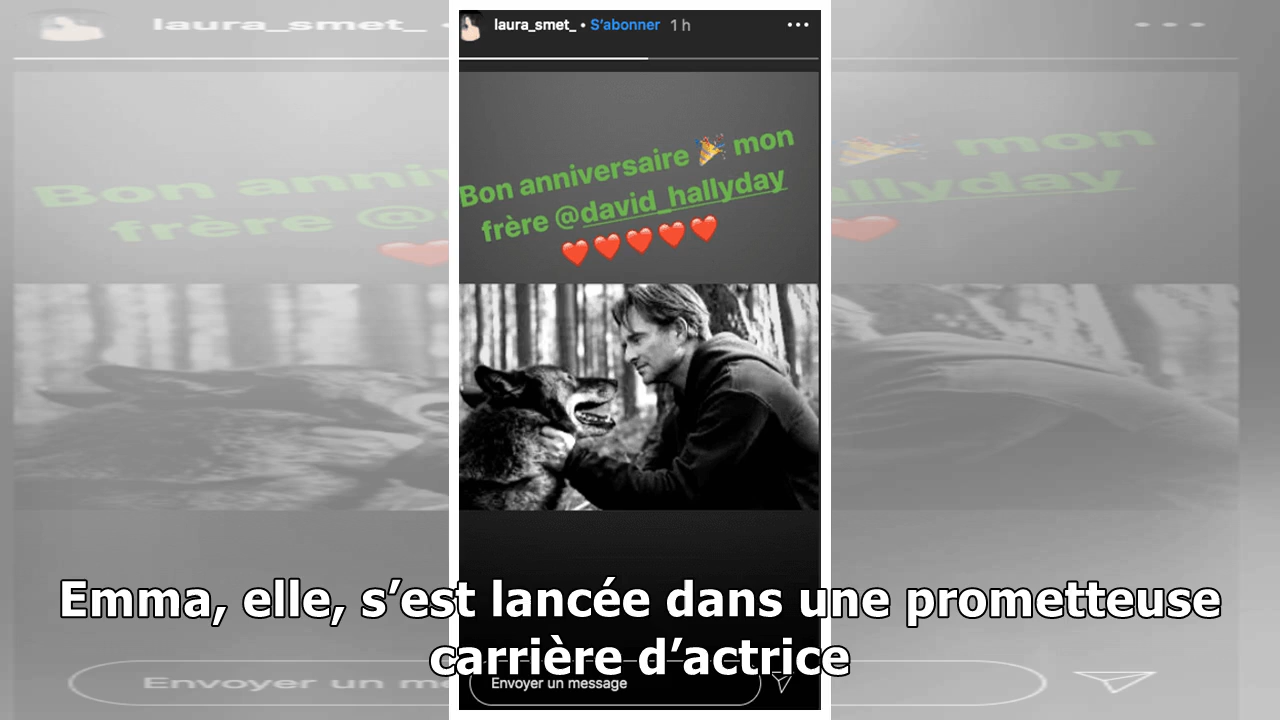 laura_smet_ • S'abonner 1 h
Bon anniversaire 🎉 mon
frère @david_hallyday
❤️❤️❤️❤️❤️
Emma, elle, s’est lancée dans une prometteuse
carrière d’actrice
Envoyer un message